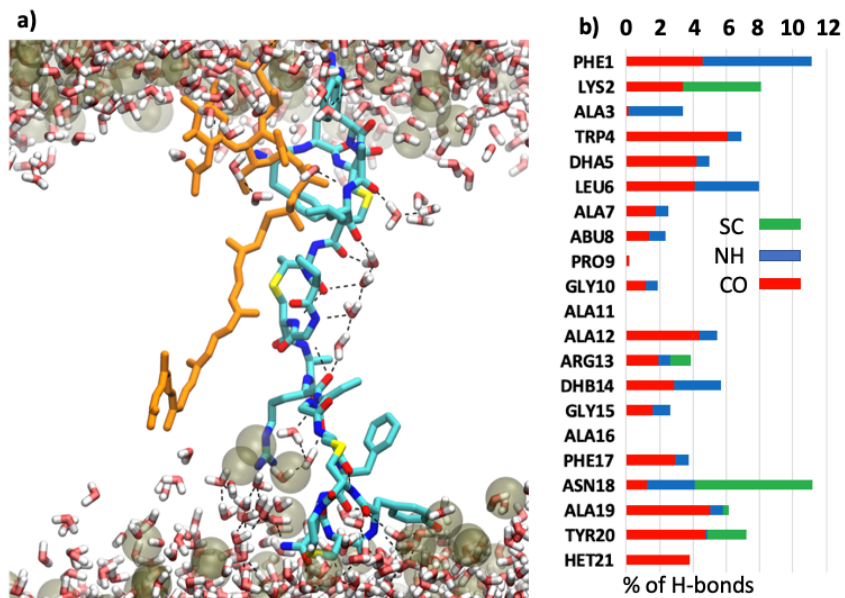 a)
b)
0 2 4 6 8 10 12
PHE1
LYS2
ALA3
TRP4
DHA5
LEU6
ALA7
ABU8
PRO9
GLY10
ALA11
ALA12
ARG13
DHB14
GLY15
ALA16
PHE17
ASN18
ALA19
TYR20
HET21
SC
NH
CO
% of H-bonds